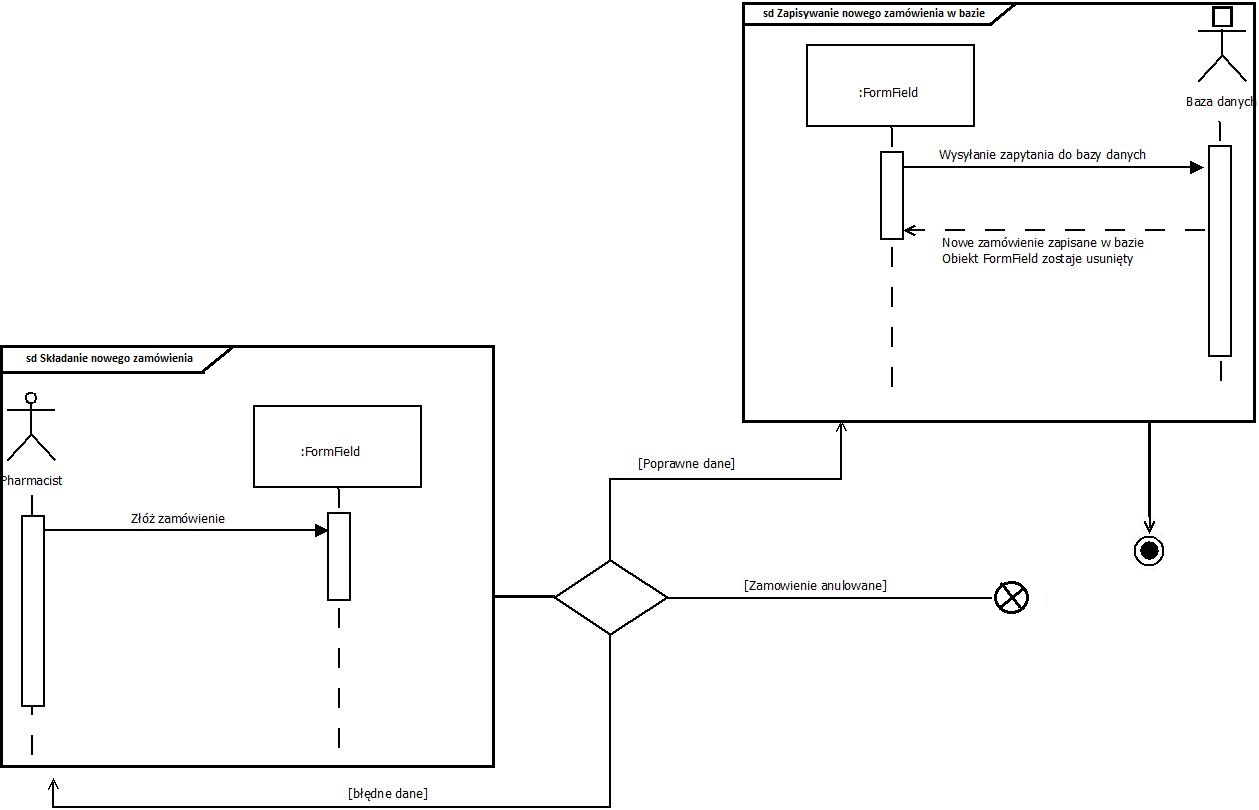 sd Zapisywanie nowego zamówienia w bazie
:FormField
Baza danych
Wysyłanie zapytania do bazy danych
Nowe zamówienie zapisane w bazie
Obiekt FormField zostaje usunięty
sd Składanie nowego zamówienia
:FormField
Pharmacist
Złóż zamówienie
[Poprawne dane]
[Zamowienie anulowane]
[błędne dane]